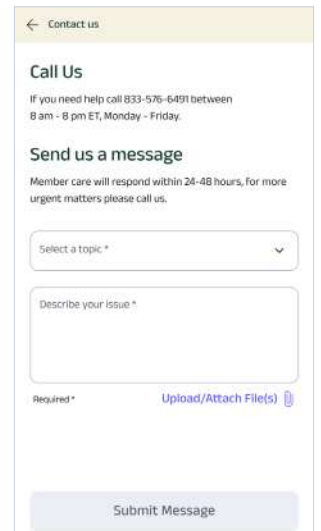 Contact us
Call Us
If you need help call 833-576-6491 between
8 am - 8 pm ET, Monday - Friday.
Send us a message
Member care will respond within 24-48 hours, for more
urgent matters please call us.
Select a topic *
Describe your issue *
Required *
Upload/Attach File(s)
Submit Message